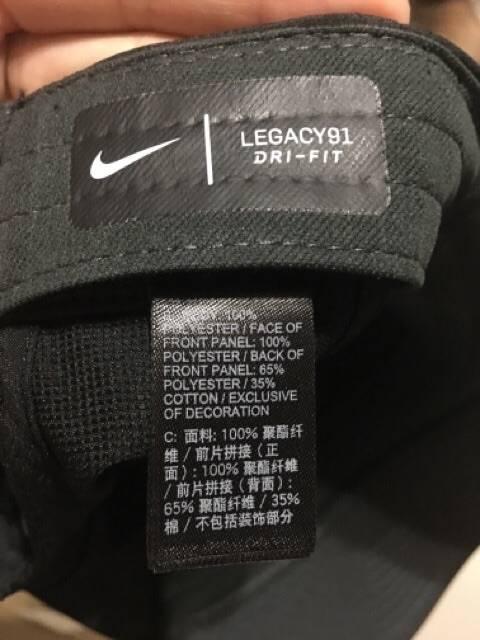 LEGACY91
DRI-FIT
BODY: 100%
POLYESTER / FACE OF
FRONT PANEL: 100%
POLYESTER / BACK OF
FRONT PANEL: 65%
POLYESTER / 35%
COTTON / EXCLUSIVE
OF DECORATION
C: 面料: 100% 聚酯纤
维 / 前片拼接（正
面）: 100% 聚酯纤维
/ 前片拼接（背面）:
65% 聚酯纤维 / 35%
棉 / 不包括装饰部分